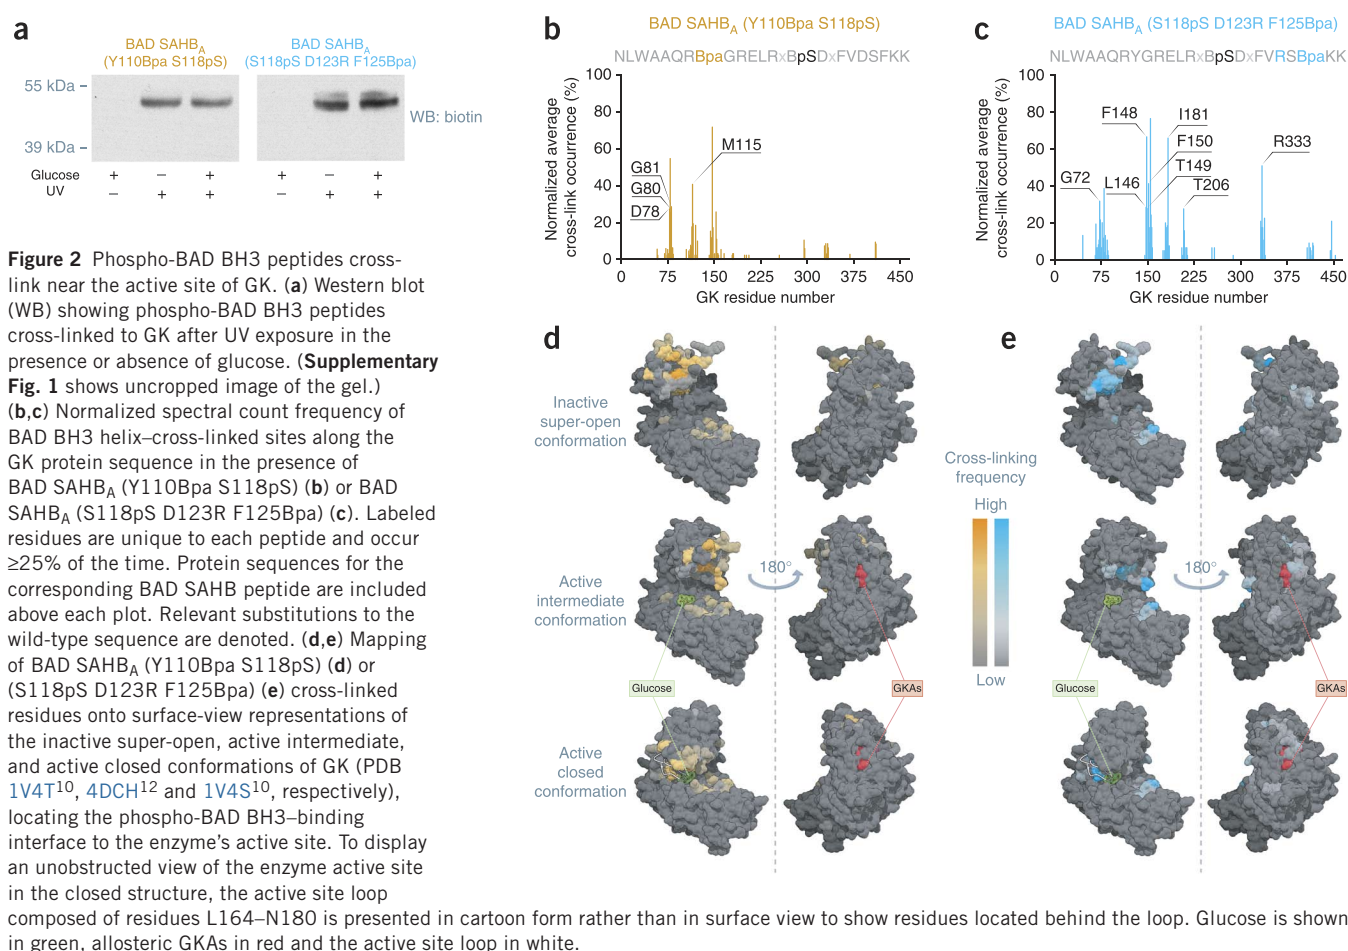 a
BAD SAHBA
(Y110Bpa S118pS)
BAD SAHBA
(S118pS D123R F125Bpa)
55 kDa
39 kDa
WB: biotin
Glucose + – + + – +
UV – + + – + +
b
BAD SAHBA (Y110Bpa S118pS)
NLWAAQRBpaGRELRxBpSDxFVDSFKK
Normalized average
cross-link occurrence (%)
100
80
60
40
20
0
G81
G80
D78
M115
0 75 150 225 300 375 450
GK residue number
c
BAD SAHBA (S118pS D123R F125Bpa)
NLWAAQRYGRELRxBpSDxFVRSBpaKK
Normalized average
cross-link occurrence (%)
100
80
60
40
20
0
F148
I181
F150
R333
T149
G72
L146
T206
0 75 150 225 300 375 450
GK residue number
Figure 2 Phospho-BAD BH3 peptides cross-
link near the active site of GK. (a) Western blot
(WB) showing phospho-BAD BH3 peptides
cross-linked to GK after UV exposure in the
presence or absence of glucose. (Supplementary
Fig. 1 shows uncropped image of the gel.)
(b,c) Normalized spectral count frequency of
BAD BH3 helix–cross-linked sites along the
GK protein sequence in the presence of
BAD SAHBA (Y110Bpa S118pS) (b) or BAD
SAHBA (S118pS D123R F125Bpa) (c). Labeled
residues are unique to each peptide and occur
≥25% of the time. Protein sequences for the
corresponding BAD SAHB peptide are included
above each plot. Relevant substitutions to the
wild-type sequence are denoted. (d,e) Mapping
of BAD SAHBA (Y110Bpa S118pS) (d) or
(S118pS D123R F125Bpa) (e) cross-linked
residues onto surface-view representations of
the inactive super-open, active intermediate,
and active closed conformations of GK (PDB
1V4T10, 4DCH12 and 1V4S10, respectively),
locating the phospho-BAD BH3–binding
interface to the enzyme's active site. To display
an unobstructed view of the enzyme active site
in the closed structure, the active site loop
composed of residues L164–N180 is presented in cartoon form rather than in surface view to show residues located behind the loop. Glucose is shown
in green, allosteric GKAs in red and the active site loop in white.
d
Inactive
super-open
conformation
Active
intermediate
conformation
Active
closed
conformation
180°
Glucose
GKAs
Cross-linking
frequency
High
Low
e
180°
Glucose
GKAs